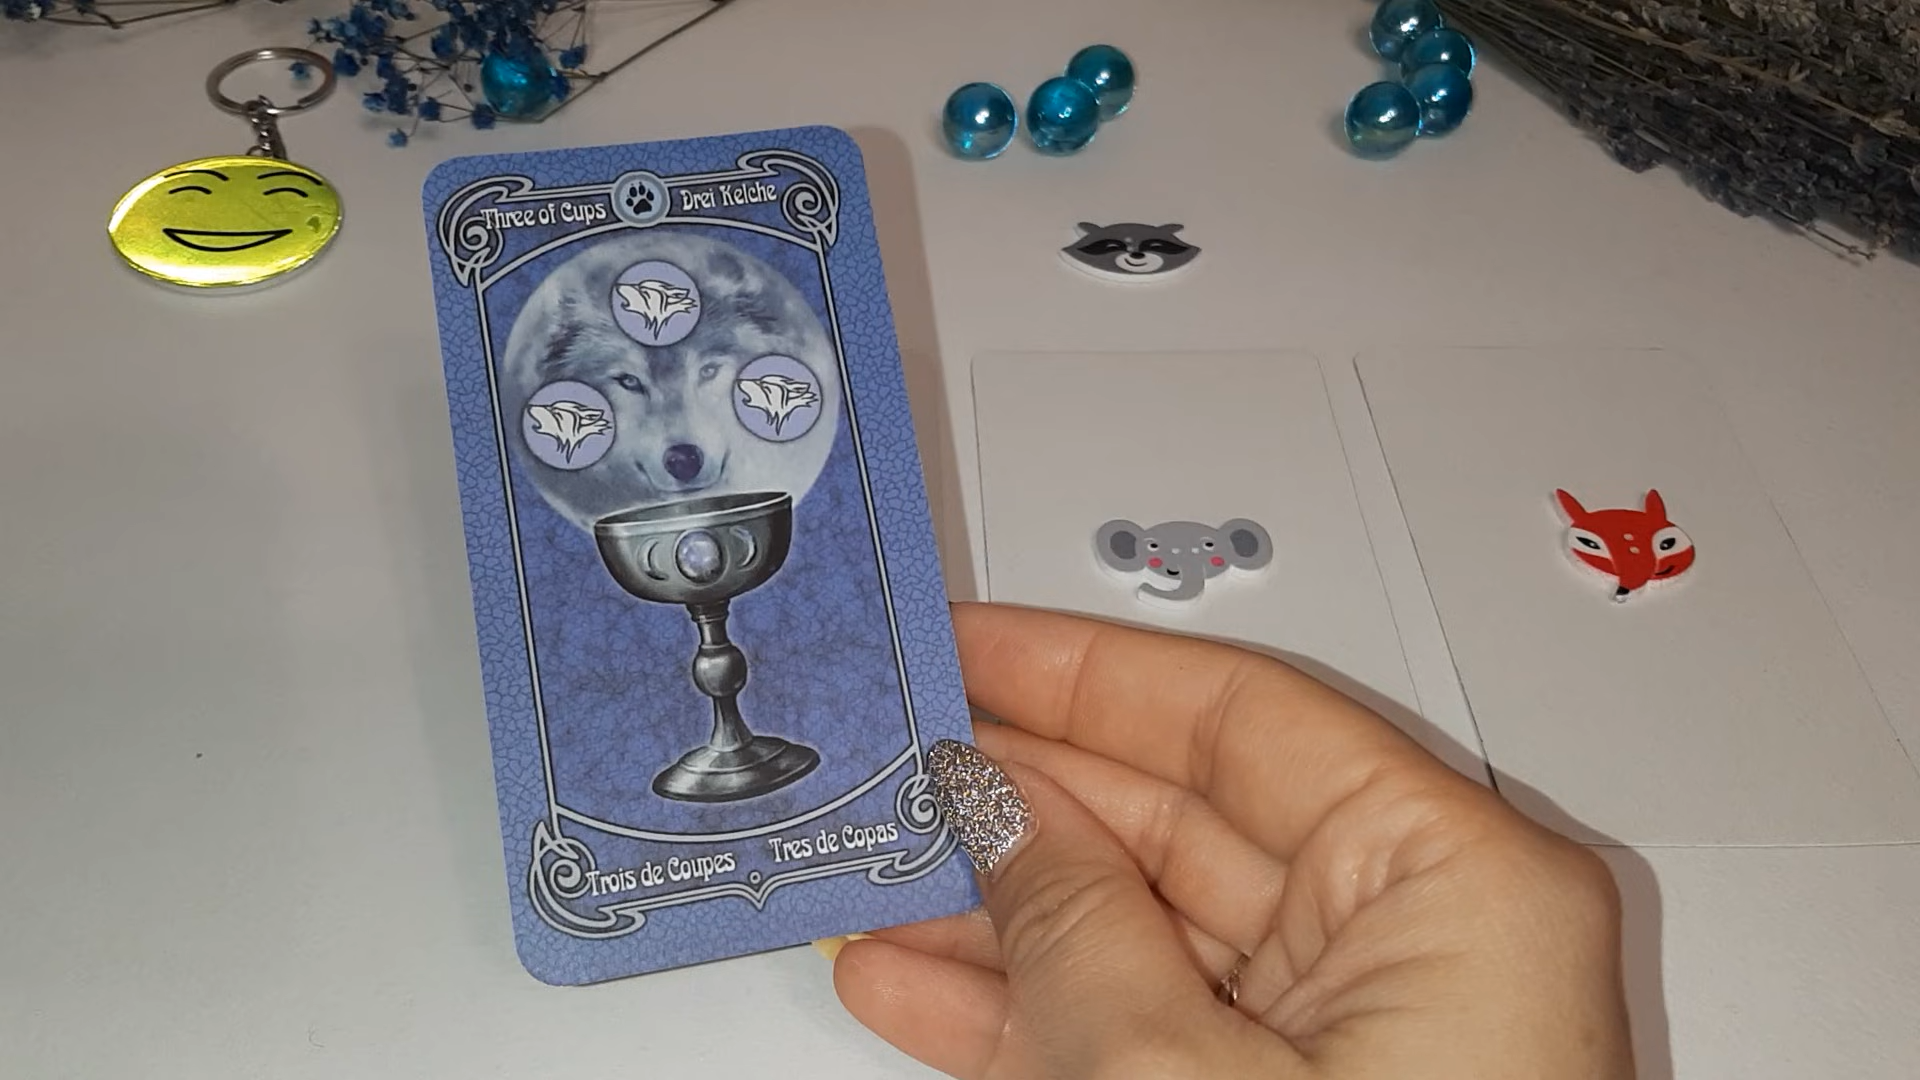 Three of Cups Drei Kelche
Trois de Coupes Tres de Copas